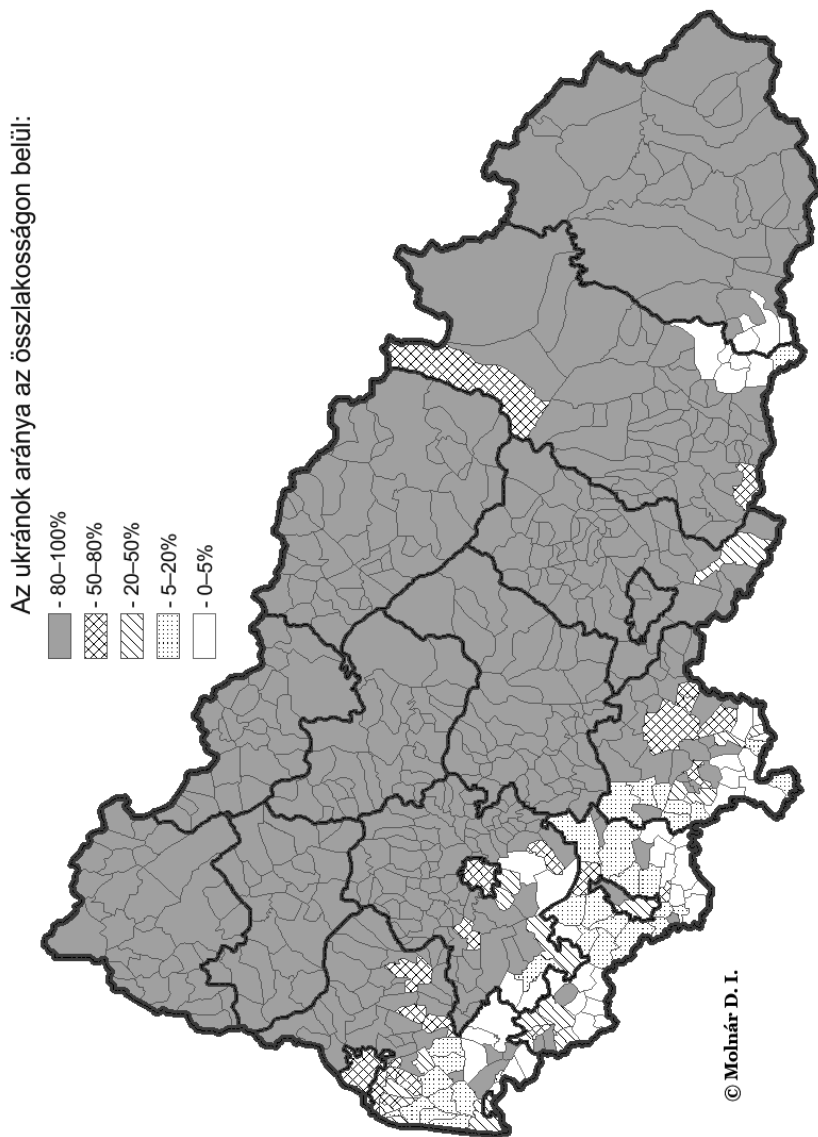 Az ukránok aránya az összlakosságon belül:
- 80–100%
- 50–80%
- 20–50%
- 5–20%
- 0–5%
© Molnár D. I.